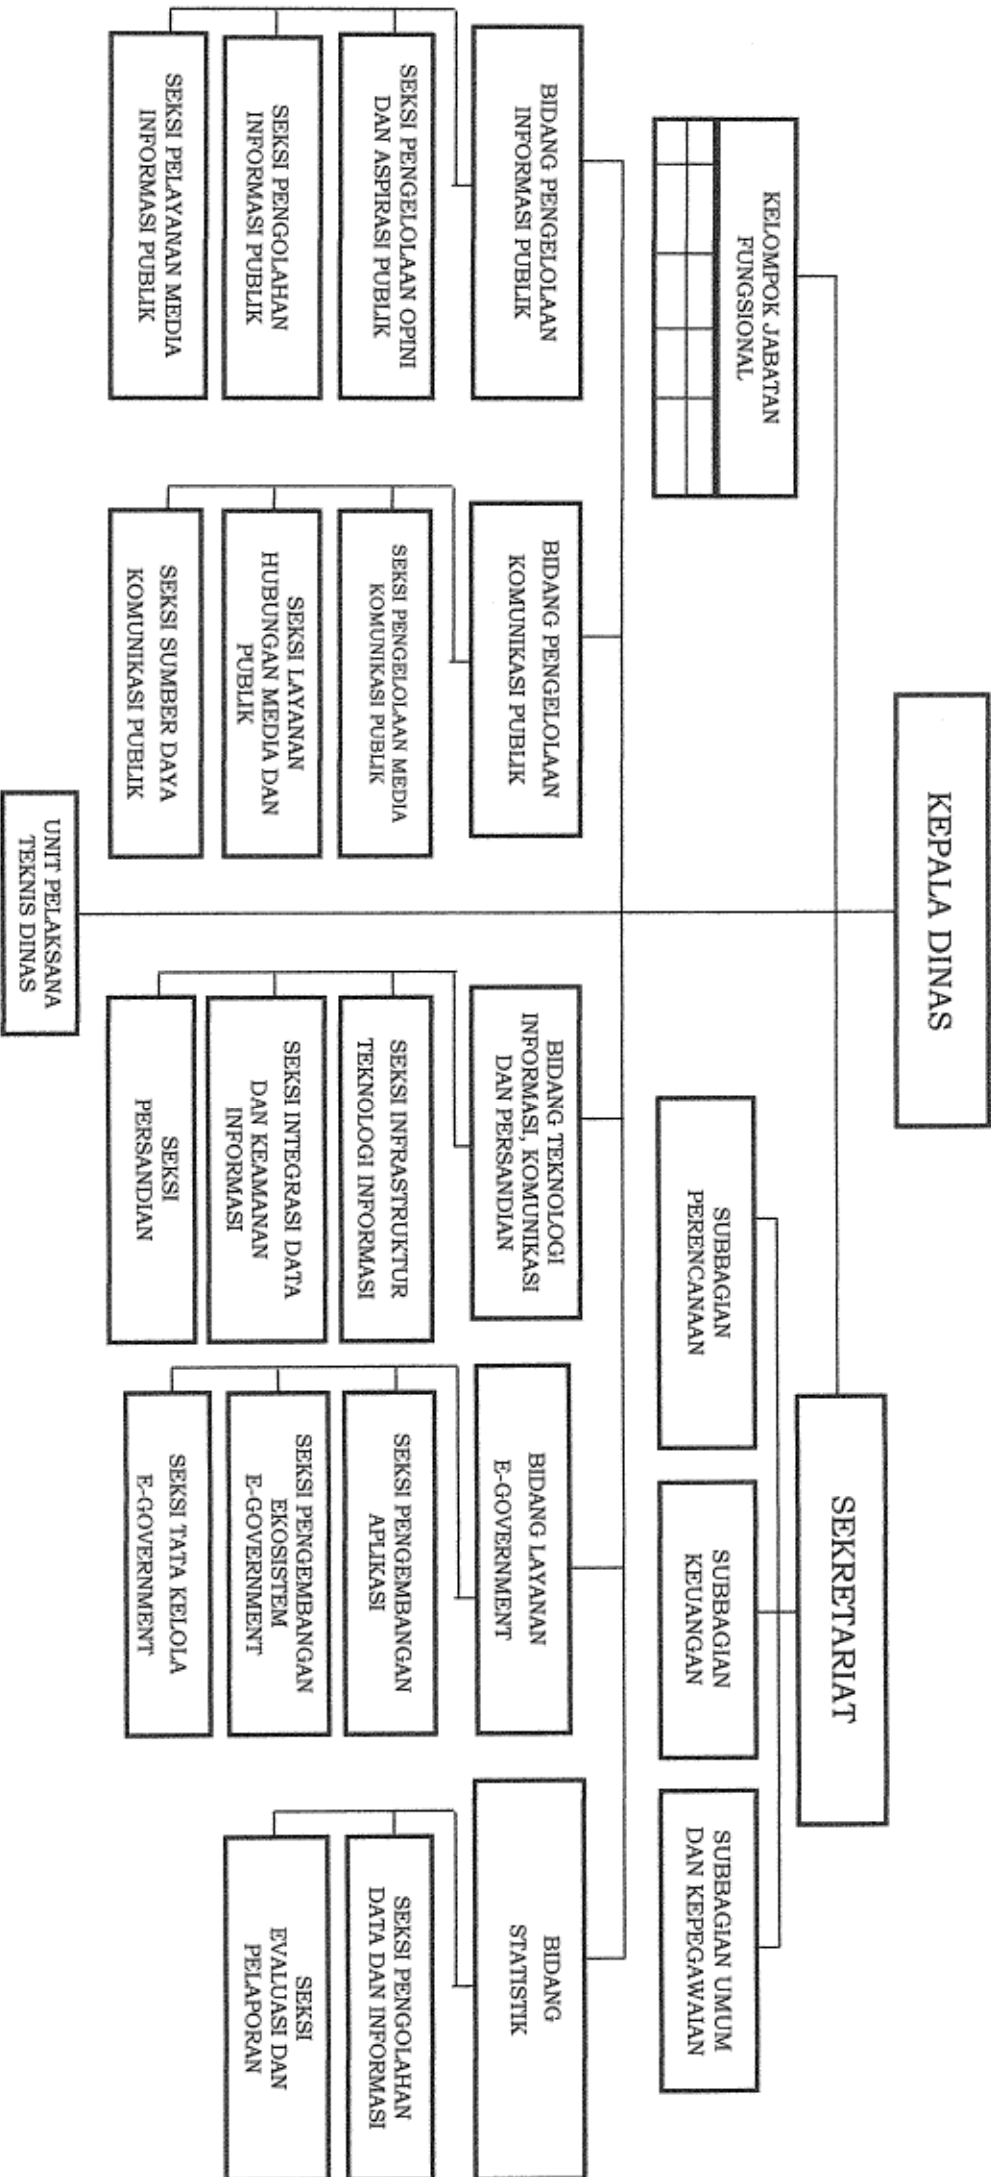 KEPALA DINAS
KELOMPOK JABATAN
FUNGSIONAL
SEKRETARIAT
SUBBAGIAN
PERENCANAAN
SUBBAGIAN
KEUANGAN
SUBBAGIAN UMUM
DAN KEPEGAWAIAN
BIDANG PENGELOLAAN
INFORMASI PUBLIK
SEKSI PENGELOLAAN OPINI
DAN ASPIRASI PUBLIK
SEKSI PENGOLAHAN
INFORMASI PUBLIK
SEKSI PELAYANAN MEDIA
INFORMASI PUBLIK
BIDANG PENGELOLAAN
KOMUNIKASI PUBLIK
SEKSI PENGELOLAAN MEDIA
KOMUNIKASI PUBLIK
SEKSI LAYANAN
HUBUNGAN MEDIA DAN
PUBLIK
SEKSI SUMBER DAYA
KOMUNIKASI PUBLIK
BIDANG TEKNOLOGI
INFORMASI, KOMUNIKASI
DAN PERSANDIAN
SEKSI INFRASTRUKTUR
TEKNOLOGI INFORMASI
SEKSI INTEGRASI DATA
DAN KEAMANAN
INFORMASI
SEKSI
PERSANDIAN
BIDANG LAYANAN
E-GOVERNMENT
SEKSI PENGEMBANGAN
APLIKASI
SEKSI PENGEMBANGAN
EKOSISTEM
E-GOVERNMENT
SEKSI TATA KELOLA
E-GOVERNMENT
BIDANG
STATISTIK
SEKSI PENGOLAHAN
DATA DAN INFORMASI
SEKSI
EVALUASI DAN
PELAPORAN
UNIT PELAKSANA
TEKNIS DINAS